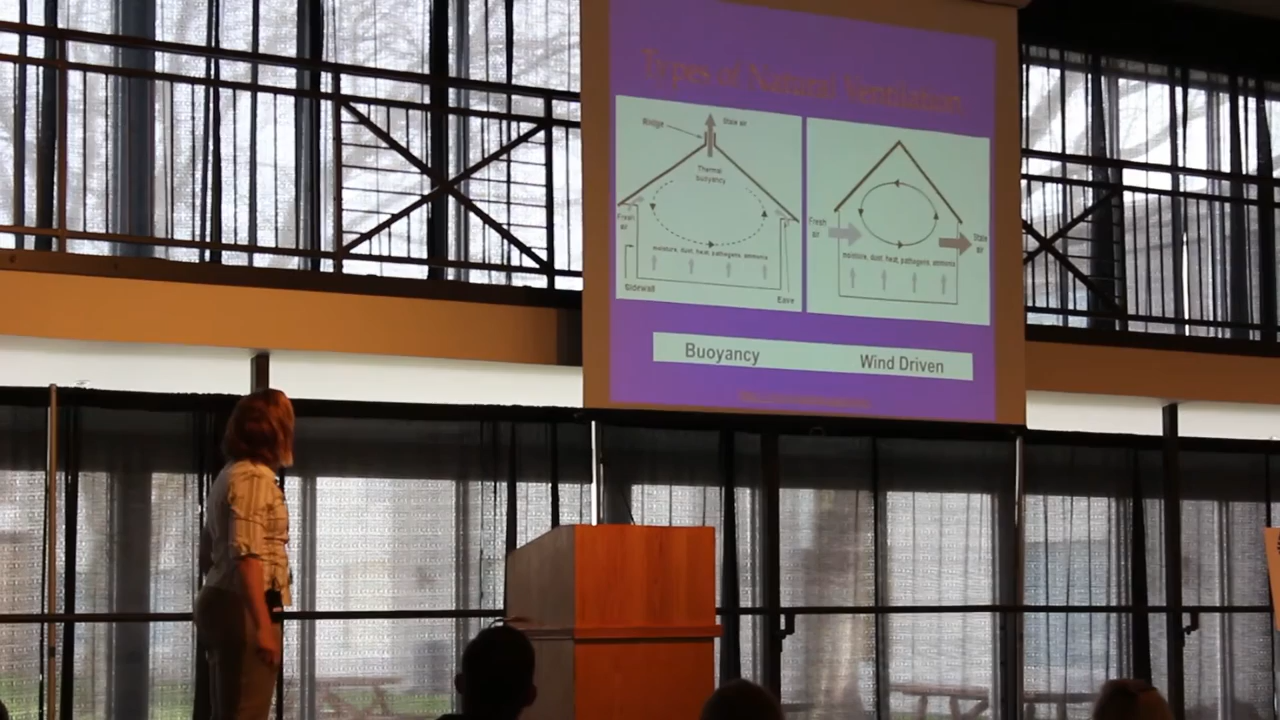 Types of Natural Ventilation
Ridge
Stale air
Thermal
buoyancy
Fresh
air
moisture, dust, heat, pathogens, ammonia
Sidewall
Eave
Fresh
air
Stale
air
moisture, dust, heat, pathogens, ammonia
Buoyancy
Wind Driven